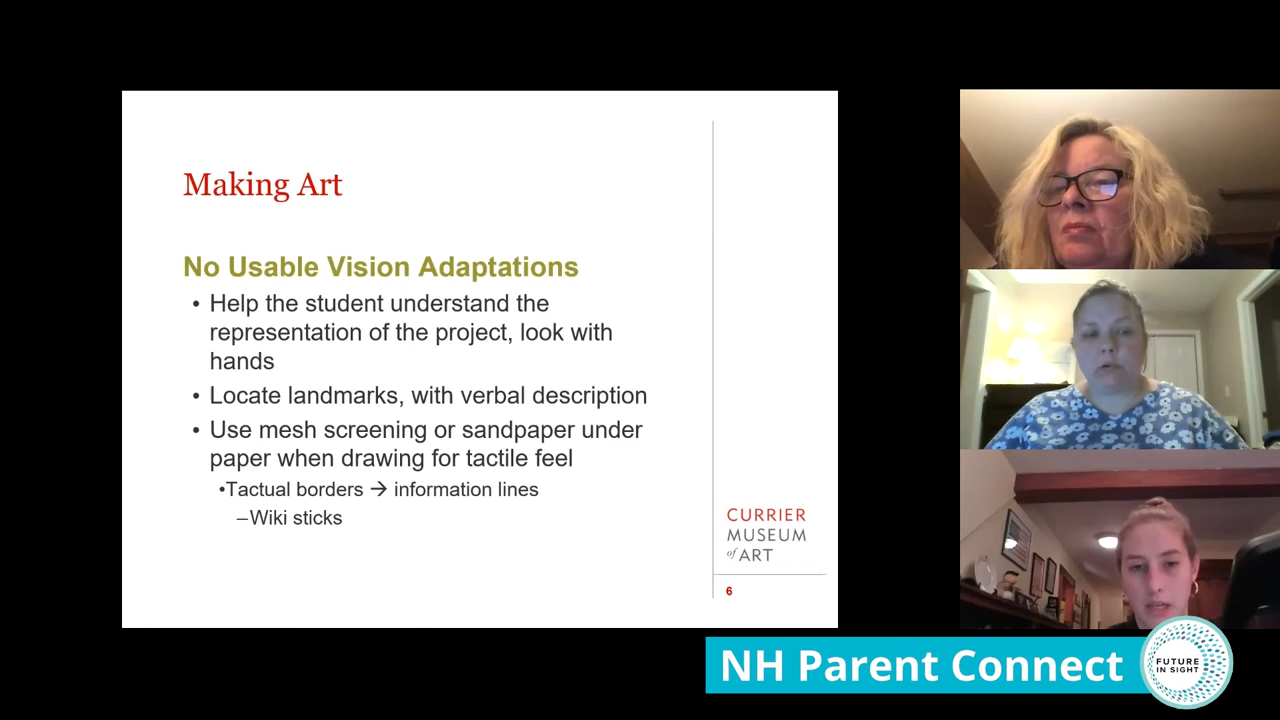 Making Art
No Usable Vision Adaptations
• Help the student understand the
representation of the project, look with
hands
• Locate landmarks, with verbal description
• Use mesh screening or sandpaper under
paper when drawing for tactile feel
•Tactual borders → information lines
–Wiki sticks
CURRIER
MUSEUM
of ART
6
NH Parent Connect
FUTURE
IN SIGHT